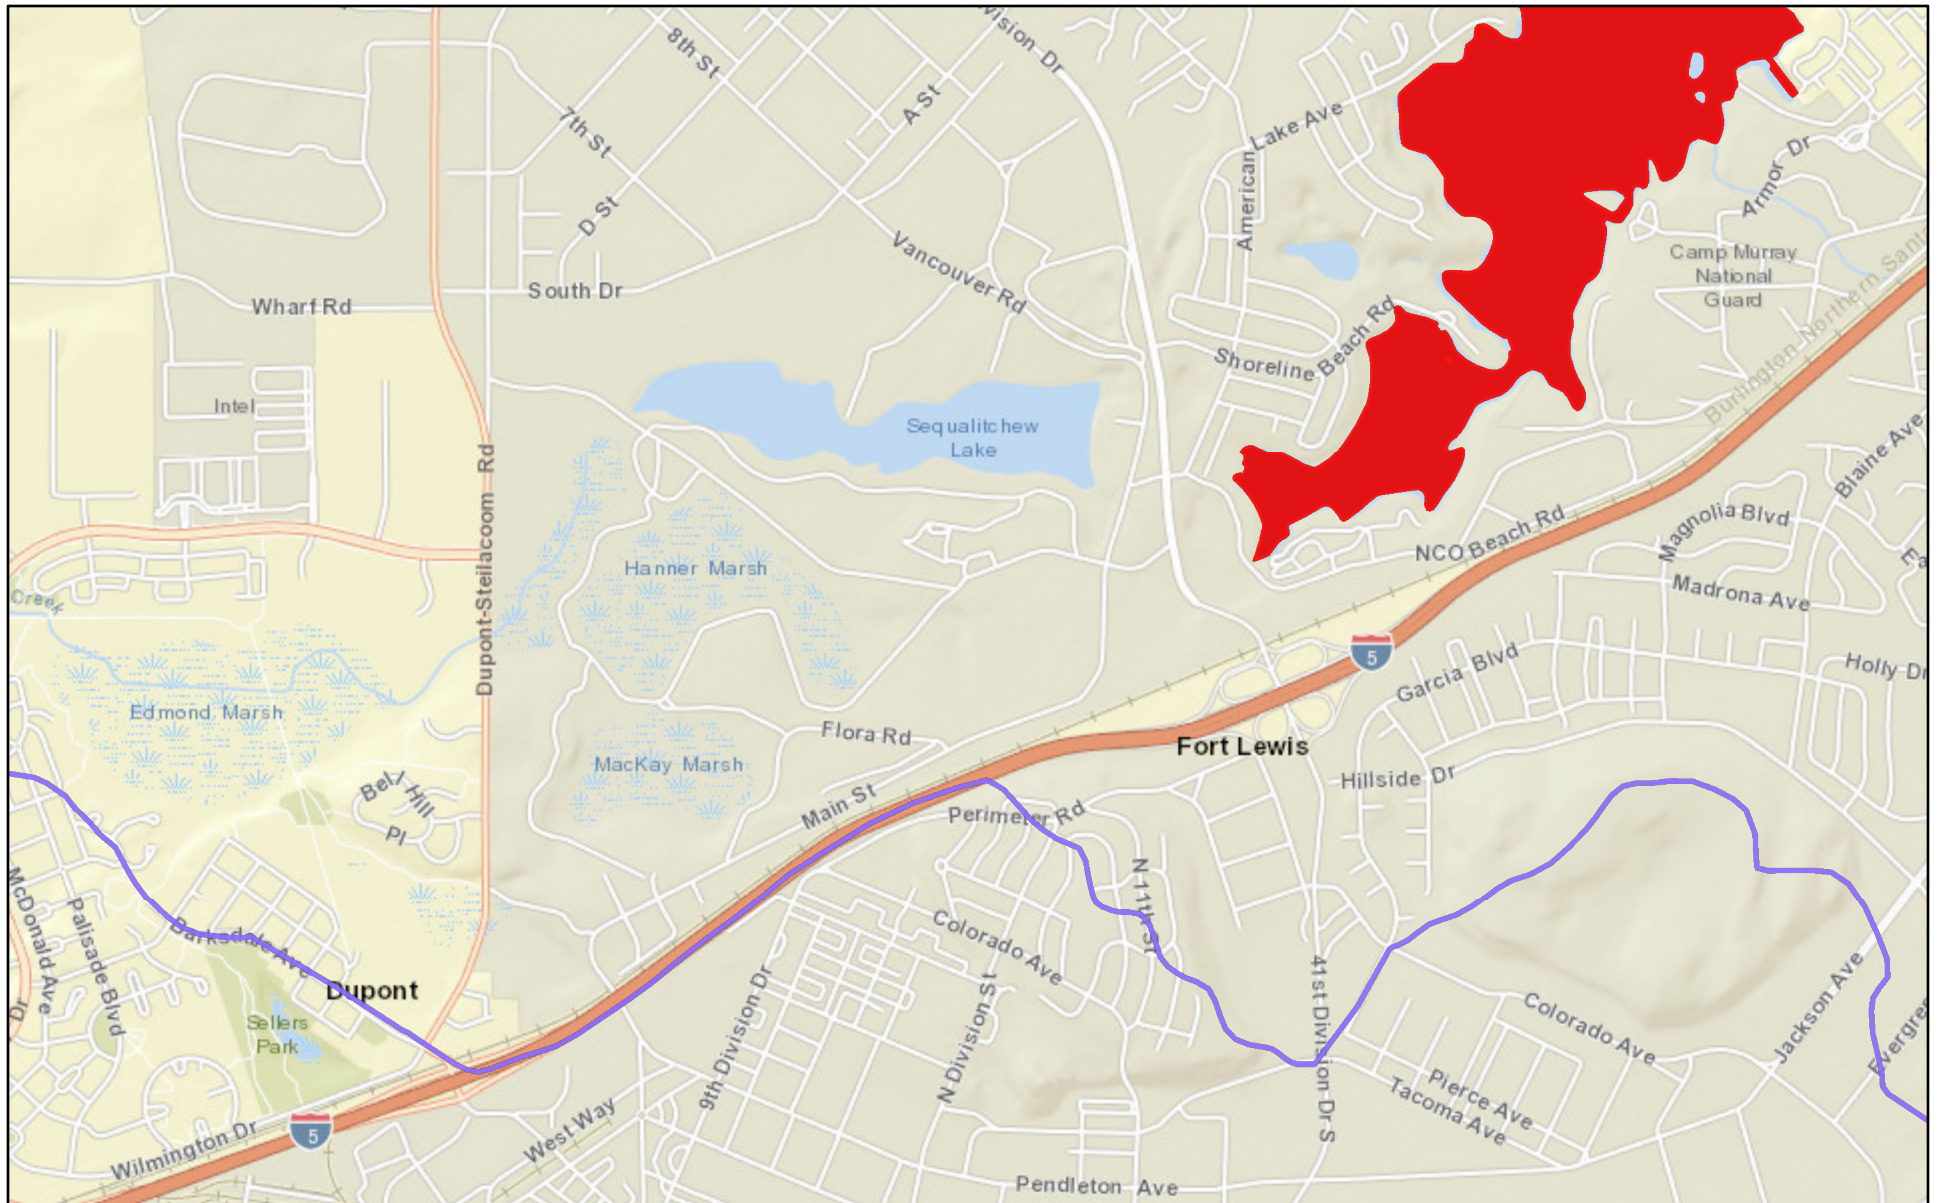 vision Dr
8th St
A St
7th St
Lake Ave
American
Armor Dr
D St
Vancouver Rd
Camp Murray
National
Guard
Burlington Northern Sant
South Dr
Wharf Rd
Shoreline Beach Rd
Intel
Sequalitchew
Lake
Blaine Ave
Dupont-Steilacoom Rd
Magnolia Blvd
NCO Beach Rd
Ea
Hanner Marsh
Madrona Ave
Creek
5
Garcia Blvd
Holly Dr
Edmond Marsh
Flora Rd
Fort Lewis
MacKay Marsh
Hillside Dr
Bell Hill
Pl
Main St
Perimeter Rd
N 11th St
McDonald Ave
Palisade Blvd
Barksdale Ave
Colorado Ave
Dupont
41st Division Dr S
9th Division Dr
N Division St
Dr
Sellers
Park
Colorado Ave
Jackson Ave
Evergre
Pierce Ave
Tacoma Ave
5
Wilmington Dr
West Way
Pendleton Ave